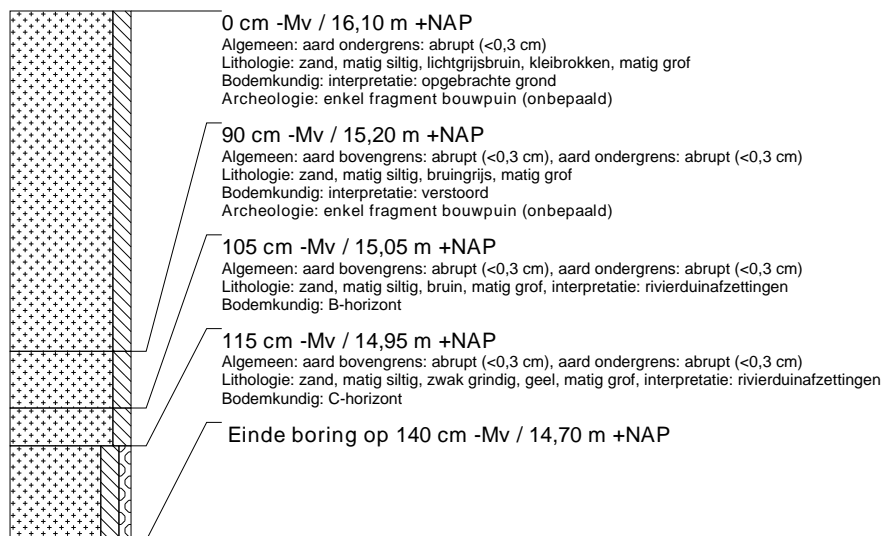 0 cm -Mv / 16,10 m +NAP
Algemeen: aard ondergrens: abrupt (<0,3 cm)
Lithologie: zand, matig siltig, lichtgrijsbruin, kleibrokken, matig grof
Bodemkundig: interpretatie: opgebrachte grond
Archeologie: enkel fragment bouwpuin (onbepaald)
90 cm -Mv / 15,20 m +NAP
Algemeen: aard bovengrens: abrupt (<0,3 cm), aard ondergrens: abrupt (<0,3 cm)
Lithologie: zand, matig siltig, bruingrijs, matig grof
Bodemkundig: interpretatie: verstoord
Archeologie: enkel fragment bouwpuin (onbepaald)
105 cm -Mv / 15,05 m +NAP
Algemeen: aard bovengrens: abrupt (<0,3 cm), aard ondergrens: abrupt (<0,3 cm)
Lithologie: zand, matig siltig, bruin, matig grof, interpretatie: rivierduinafzettingen
Bodemkundig: B-horizont
115 cm -Mv / 14,95 m +NAP
Algemeen: aard bovengrens: abrupt (<0,3 cm), aard ondergrens: abrupt (<0,3 cm)
Lithologie: zand, matig siltig, zwak grindig, geel, matig grof, interpretatie: rivierduinafzettingen
Bodemkundig: C-horizont
Einde boring op 140 cm -Mv / 14,70 m +NAP